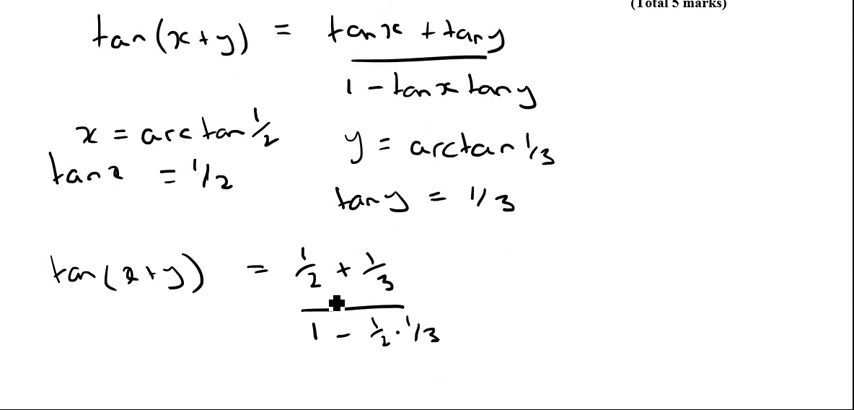 (Total 5 marks)
tan(x+y) = tanx + tany
1 - tanx tany
x = arctan 1/2
y = arctan 1/3
tanx = 1/2
tany = 1/3
tan(x+y) = 1/2 + 1/3
1 - 1/2 . 1/3